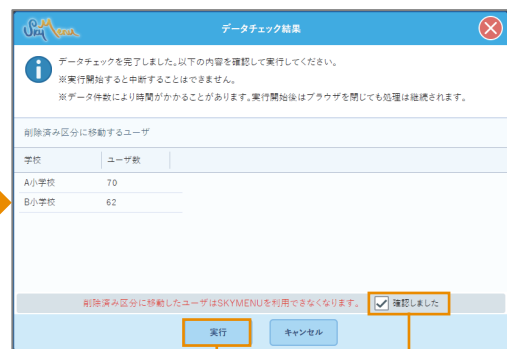 SkyMenu
データチェック結果
データチェックを完了しました。以下の内容を確認して実行してください。
※実行開始すると中断することはできません。
※データ件数により時間がかかることがあります。実行開始後はブラウザを閉じても処理は継続されます。
削除済み区分に移動するユーザ
学校 ユーザ数
A小学校 70
B小学校 62
削除済み区分に移動したユーザはSKYMENUを利用できなくなります。 確認しました
実行 キャンセル